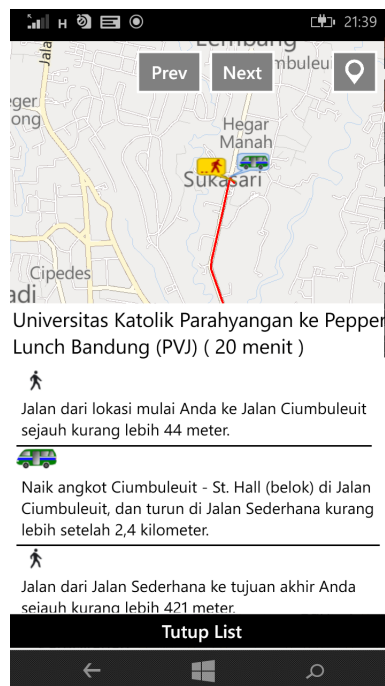 H 21:39
Lembang
Jala
Prev Next
mbuleui
geger
ong
Hegar
Manah
Sukasari
Cipedes
adi
Universitas Katolik Parahyangan ke Pepper
Lunch Bandung (PVJ) ( 20 menit )
Jalan dari lokasi mulai Anda ke Jalan Ciumbuleuit
sejauh kurang lebih 44 meter.
Naik angkot Ciumbuleuit - St. Hall (belok) di Jalan
Ciumbuleuit, dan turun di Jalan Sederhana kurang
lebih setelah 2,4 kilometer.
Jalan dari Jalan Sederhana ke tujuan akhir Anda
sejauh kurang lebih 421 meter.
Tutup List